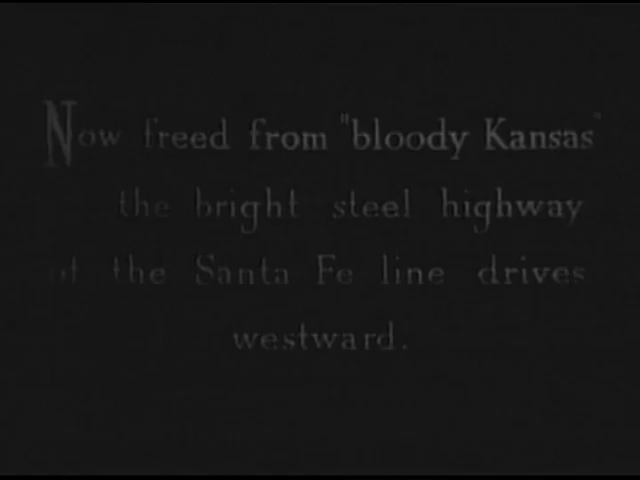 Now freed from "bloody Kansas"
the bright steel highway
of the Santa Fe line drives
westward.